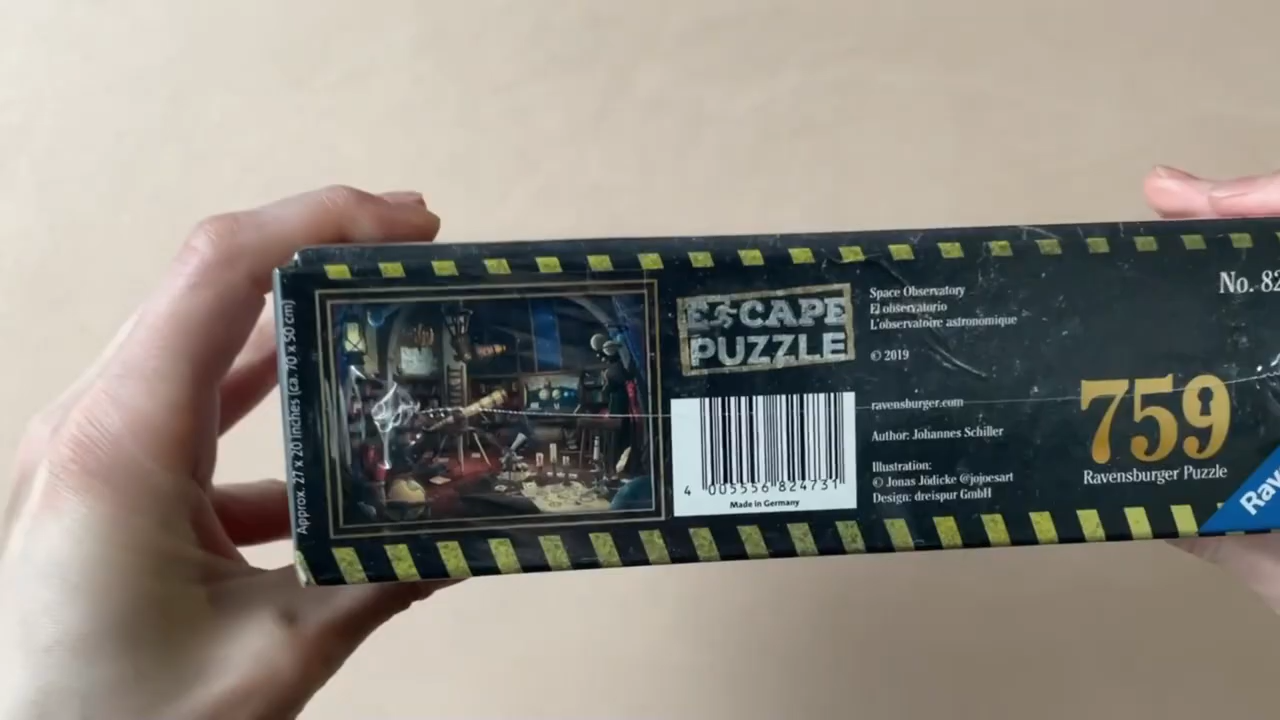 Approx. 27 x 20 inches (ca. 70 x 50 cm)
ESCAPE
PUZZLE
4 005556 824731
Made in Germany
Space Observatory
El observatorio
L'observatoire astronomique
© 2019
ravensburger.com
Author: Johannes Schiller
Illustration:
© Jonas Jödicke @jojoesart
Design: dreispur GmbH
No. 82
759
Ravensburger Puzzle
Rav